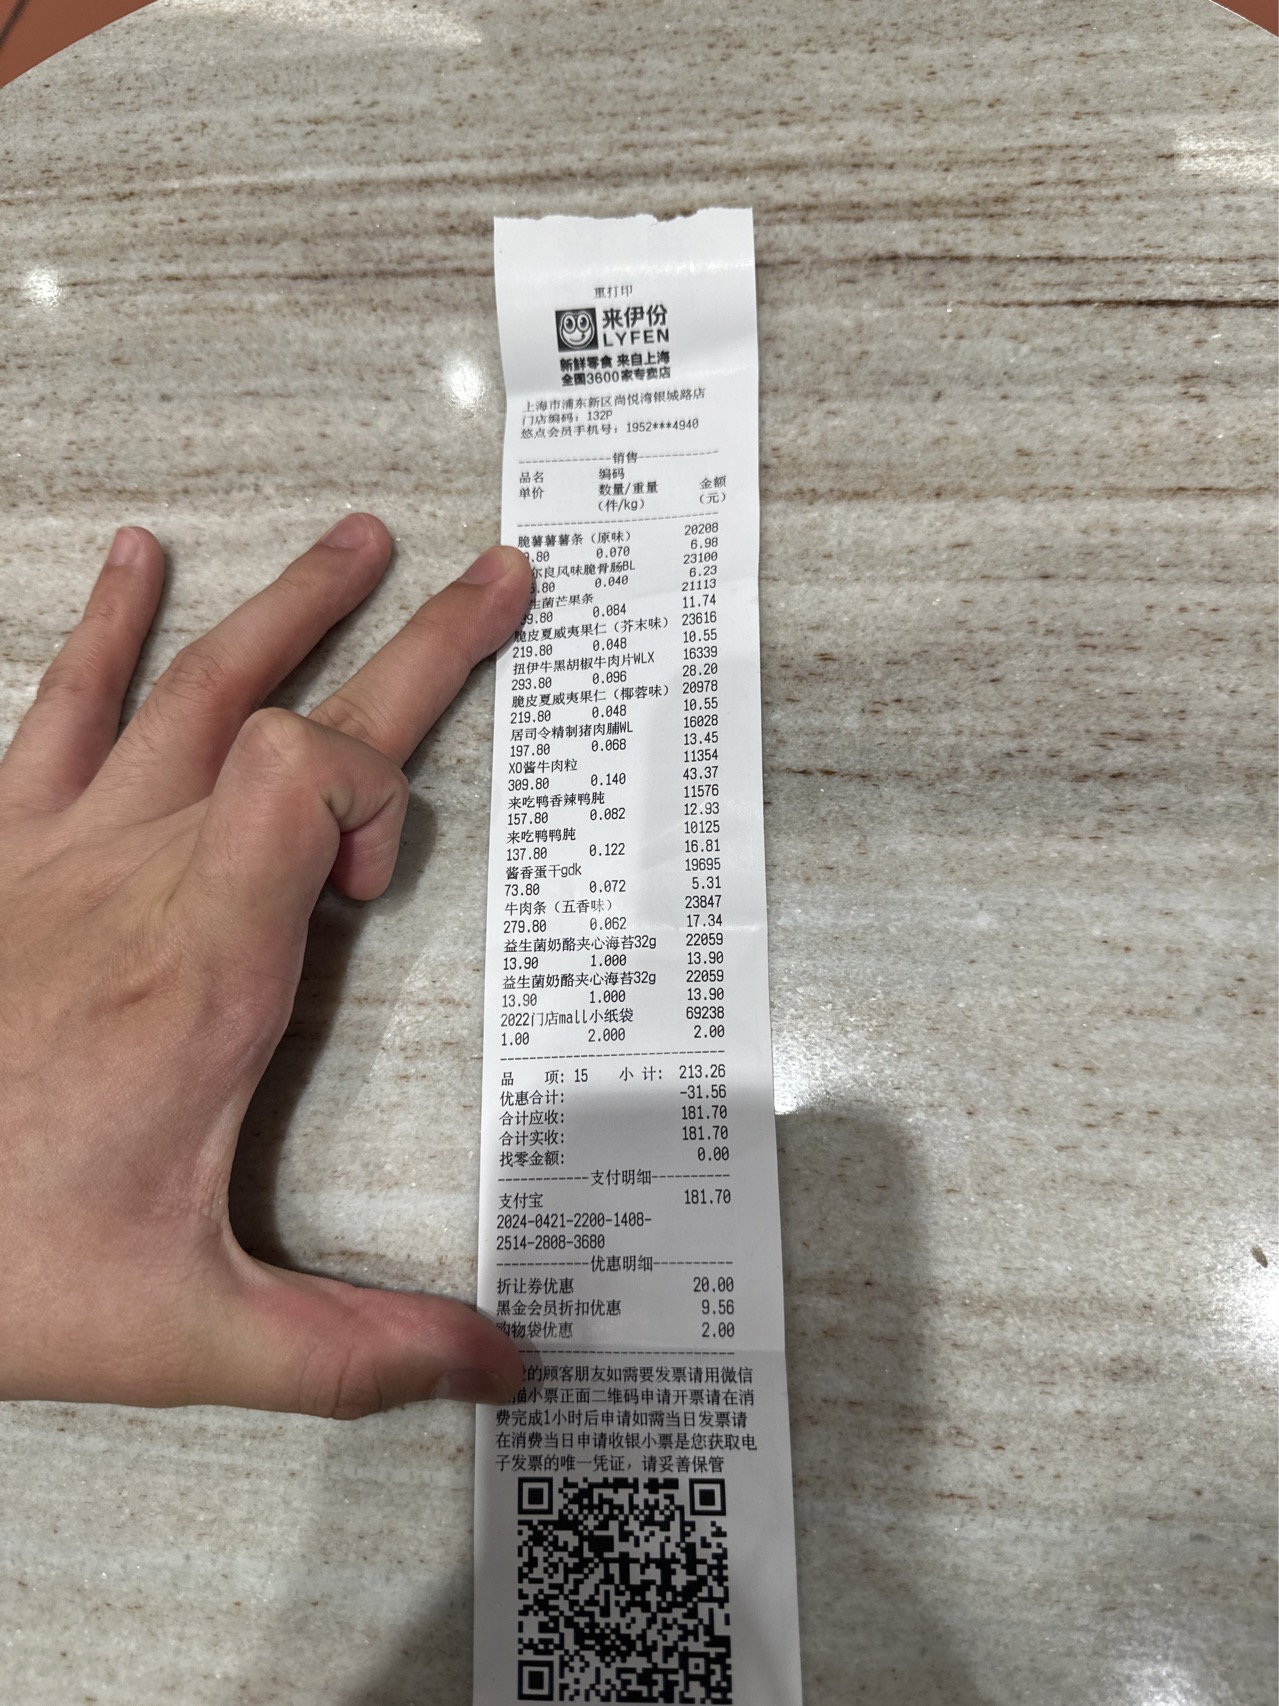 重打印
来伊份
LYFEN
新鲜零食 来自上海
全国3600家专卖店
上海市浦东新区尚悦湾银城路店
门店编码：132P
悠点会员手机号：1952***4940
销售
品名 编码
单价 数量/重量 金额
（件/kg） （元）
脆薯薯薯条（原味） 20208
.80 0.070 6.98
尔良风味脆骨肠BL 23100
.80 0.040 6.23
生菌芒果条 21113
9.80 0.084 11.74
脆皮夏威夷果仁（芥末味） 23616
219.80 0.048 10.55
扭伊牛黑胡椒牛肉片WLX 16339
293.80 0.096 28.20
脆皮夏威夷果仁（椰蓉味） 20978
219.80 0.048 10.55
居司令精制猪肉脯WL 16028
197.80 0.068 13.45
XO酱牛肉粒 11354
309.80 0.140 43.37
来吃鸭香辣鸭肫 11576
157.80 0.082 12.93
来吃鸭鸭肫 10125
137.80 0.122 16.81
酱香蛋干gdk 19695
73.80 0.072 5.31
牛肉条（五香味） 23847
279.80 0.062 17.34
益生菌奶酪夹心海苔32g 22059
13.90 1.000 13.90
益生菌奶酪夹心海苔32g 22059
13.90 1.000 13.90
2022门店mall小纸袋 69238
1.00 2.000 2.00
品 项: 15 小 计: 213.26
优惠合计: -31.56
合计应收: 181.70
合计实收: 181.70
找零金额: 0.00
支付明细
支付宝 181.70
2024-0421-2200-1408-
2514-2808-3680
优惠明细
折让券优惠 20.00
黑金会员折扣优惠 9.56
购物袋优惠 2.00
的顾客朋友如需要发票请用微信
描小票正面二维码申请开票请在消
费完成1小时后申请如需当日发票请
在消费当日申请收银小票是您获取电
子发票的唯一凭证，请妥善保管